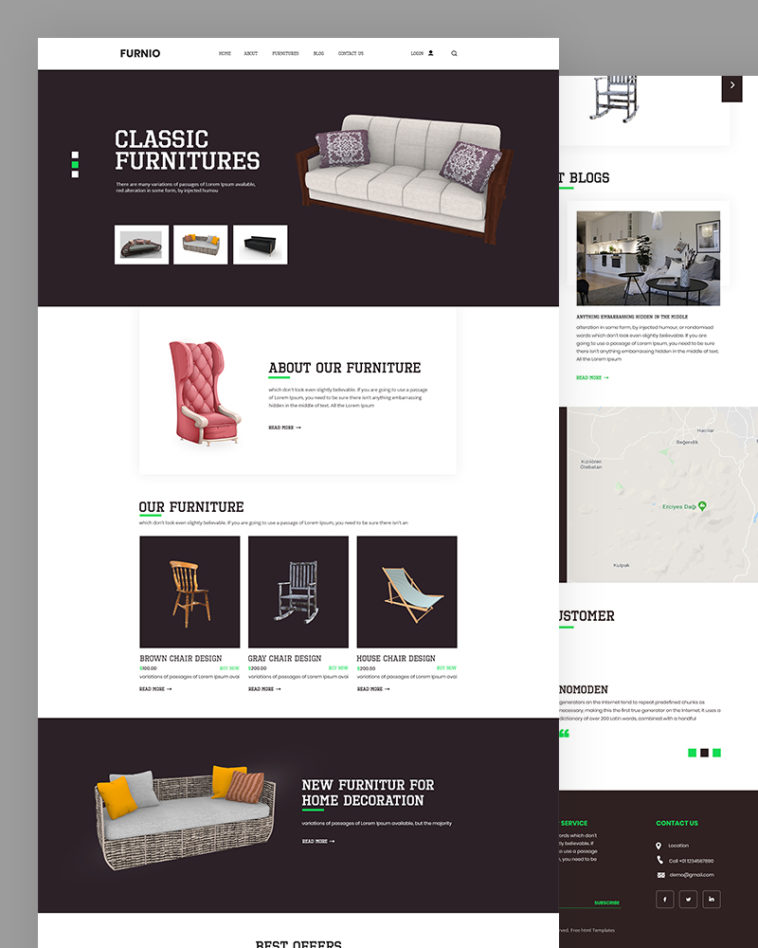 FURNIO
HOME ABOUT FURNITURES BLOG CONTACT US LOGIN
CLASSIC
FURNITURES
There are many variations of passages of Lorem Ipsum available,
red alteration in some form, by injected humou
ABOUT OUR FURNITURE
which don't look even slightly believable. If you are going to use a passage
of Lorem Ipsum, you need to be sure there isn't anything embarrassing
hidden in the middle of text. All the Lorem Ipsum
READ MORE →
OUR FURNITURE
which don't look even slightly believable. If you are going to use a passage of Lorem Ipsum, you need to be sure there isn't an
BROWN CHAIR DESIGN
$100.00 BUY NOW
variations of passages of Lorem Ipsum avai
READ MORE →
GRAY CHAIR DESIGN
$200.00 BUY NOW
variations of passages of Lorem Ipsum avai
READ MORE →
HOUSE CHAIR DESIGN
$200.00 BUY NOW
variations of passages of Lorem Ipsum avai
READ MORE →
NEW FURNITUR FOR
HOME DECORATION
variations of passages of Lorem Ipsum available, but the majority
READ MORE →
BEST OFFERS
T BLOGS
ANYTHING EMBARRASSING HIDDEN IN THE MIDDLE
alteration in some form, by injected humour, or randomised
words which don't look even slightly believable. If you are
going to use a passage of Lorem Ipsum, you need to be sure
there isn't anything embarrassing hidden in the middle of text.
All the Lorem Ipsum
READ MORE →
Hacılar
Beğendik
Kızılören
Erciyes Dağı
Kulpak
USTOMER
NOMODEN
generators on the Internet tend to repeat predefined chunks as
necessary, making this the first true generator on the Internet. It uses a
dictionary of over 200 Latin words, combined with a handful
SERVICE
ords which don't
ly believable. If
o use a passage
, you need to be
SUBSCRIBE
CONTACT US
Location
Call +01 1234567890
demo@gmail.com
rved. Free html Templates